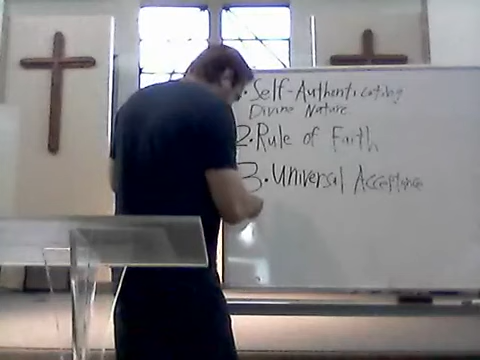 . Self-Authenticating
Divine Nature
2. Rule of Faith
3. Universal Acceptance